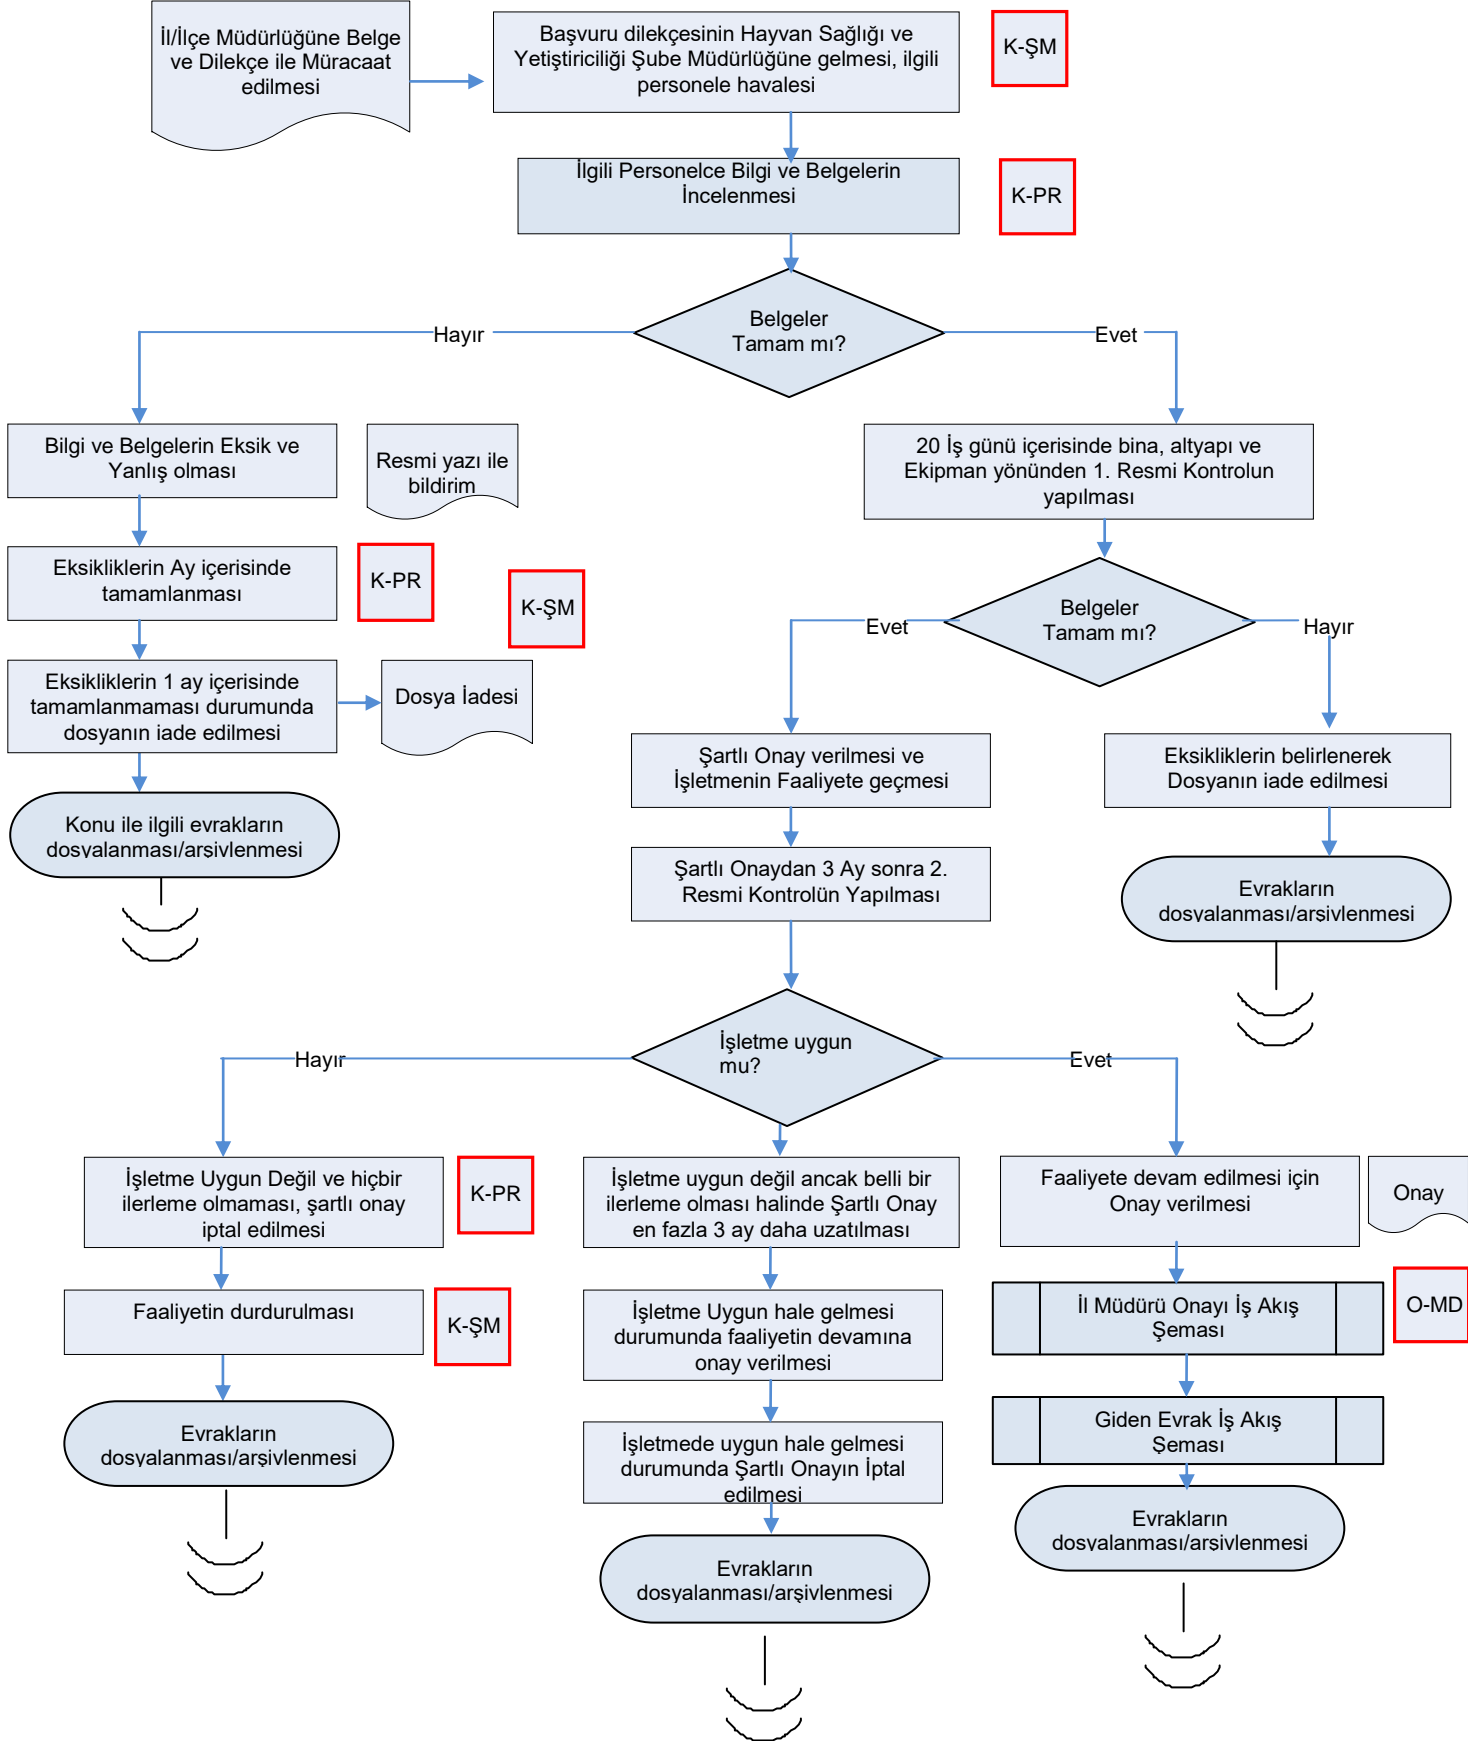 İl/İlçe Müdürlüğüne Belge
ve Dilekçe ile Müracaat
edilmesi
Başvuru dilekçesinin Hayvan Sağlığı ve
Yetiştiriciliği Şube Müdürlüğüne gelmesi, ilgili
personele havalesi
K-ŞM
İlgili Personelce Bilgi ve Belgelerin
İncelenmesi
K-PR
Belgeler
Tamam mı?
Hayır
Evet
Bilgi ve Belgelerin Eksik ve
Yanlış olması
Resmi yazı ile
bildirim
20 İş günü içerisinde bina, altyapı ve
Ekipman yönünden 1. Resmi Kontrolun
yapılması
Eksikliklerin Ay içerisinde
tamamlanması
K-PR
K-ŞM
Belgeler
Tamam mı?
Evet
Hayır
Eksikliklerin 1 ay içerisinde
tamamlanmaması durumunda
dosyanın iade edilmesi
Dosya İadesi
Şartlı Onay verilmesi ve
İşletmenin Faaliyete geçmesi
Eksikliklerin belirlenerek
Dosyanın iade edilmesi
Konu ile ilgili evrakların
dosyalanması/arşivlenmesi
Şartlı Onaydan 3 Ay sonra 2.
Resmi Kontrolün Yapılması
Evrakların
dosyalanması/arşivlenmesi
İşletme uygun
mu?
Hayır
Evet
İşletme Uygun Değil ve hiçbir
ilerleme olmaması, şartlı onay
iptal edilmesi
K-PR
İşletme uygun değil ancak belli bir
ilerleme olması halinde Şartlı Onay
en fazla 3 ay daha uzatılması
Faaliyete devam edilmesi için
Onay verilmesi
Onay
Faaliyetin durdurulması
K-ŞM
İşletme Uygun hale gelmesi
durumunda faaliyetin devamına
onay verilmesi
İl Müdürü Onayı İş Akış
Şeması
O-MD
Evrakların
dosyalanması/arşivlenmesi
İşletmede uygun hale gelmesi
durumunda Şartlı Onayın İptal
edilmesi
Giden Evrak İş Akış
Şeması
Evrakların
dosyalanması/arşivlenmesi
Evrakların
dosyalanması/arşivlenmesi